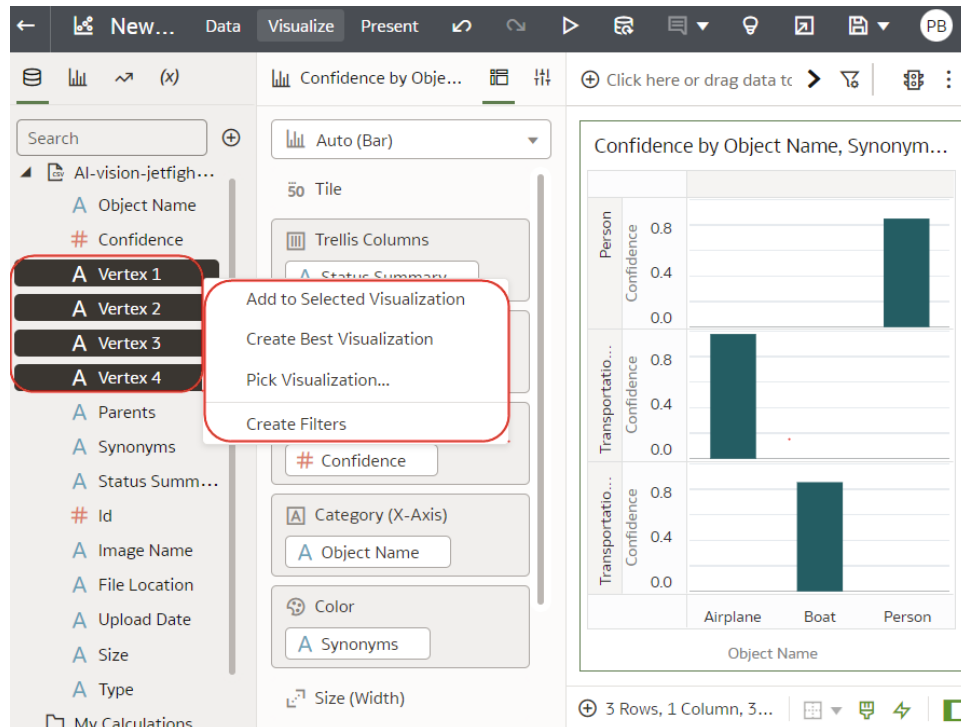 New...
Data
Visualize
Present
PB
(x)
Confidence by Obje...
Click here or drag data tc
Search
Auto (Bar)
AI-vision-jetfigh...
Object Name
Confidence
Vertex 1
Vertex 2
Vertex 3
Vertex 4
Parents
Synonyms
Status Summ...
Id
Image Name
File Location
Upload Date
Size
Type
My Calculations
50 Tile
Trellis Columns
Status Summary
Add to Selected Visualization
Create Best Visualization
Pick Visualization...
Create Filters
Confidence
Category (X-Axis)
Object Name
Color
Synonyms
Size (Width)
Confidence by Object Name, Synonym...
Person
Confidence
0.8
0.4
0.0
Transportatio...
Confidence
0.8
0.4
0.0
Transportatio...
Confidence
0.8
0.4
0.0
Airplane
Boat
Person
Object Name
3 Rows, 1 Column, 3...